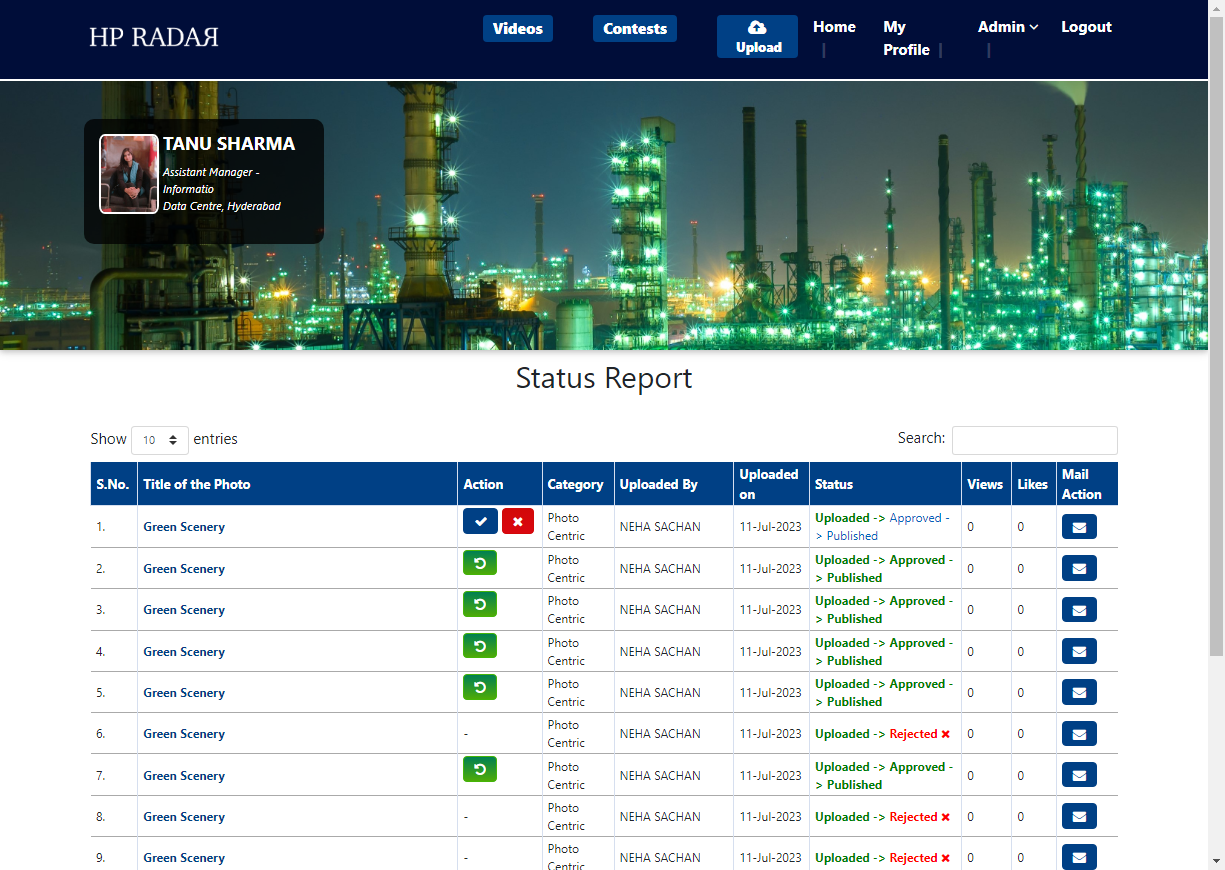 HP RADAЯ
Videos
Contests
Upload
Home
|
My
Profile |
Admin
|
Logout
TANU SHARMA
Assistant Manager -
Informatio
Data Centre, Hyderabad
Status Report
Show 10 entries
Search:
S.No. Title of the Photo Action Category Uploaded By Uploaded on Status Views Likes Mail Action
1. Green Scenery Photo Centric NEHA SACHAN 11-Jul-2023 Uploaded -> Approved -> Published 0 0
2. Green Scenery Photo Centric NEHA SACHAN 11-Jul-2023 Uploaded -> Approved -> Published 0 0
3. Green Scenery Photo Centric NEHA SACHAN 11-Jul-2023 Uploaded -> Approved -> Published 0 0
4. Green Scenery Photo Centric NEHA SACHAN 11-Jul-2023 Uploaded -> Approved -> Published 0 0
5. Green Scenery Photo Centric NEHA SACHAN 11-Jul-2023 Uploaded -> Approved -> Published 0 0
6. Green Scenery - Photo Centric NEHA SACHAN 11-Jul-2023 Uploaded -> Rejected ✖ 0 0
7. Green Scenery Photo Centric NEHA SACHAN 11-Jul-2023 Uploaded -> Approved -> Published 0 0
8. Green Scenery - Photo Centric NEHA SACHAN 11-Jul-2023 Uploaded -> Rejected ✖ 0 0
9. Green Scenery - Photo Centric NEHA SACHAN 11-Jul-2023 Uploaded -> Rejected ✖ 0 0